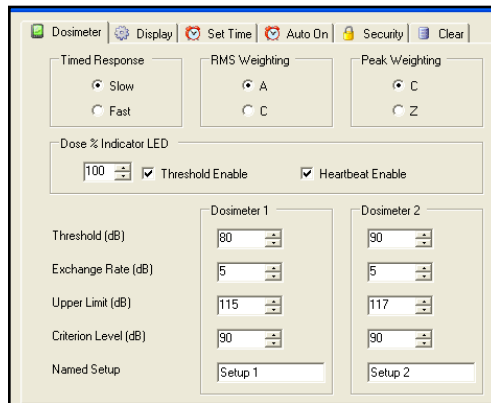 Dosimeter Display Set Time Auto On Security Clear
Timed Response RMS Weighting Peak Weighting
Slow A C
Fast C Z
Dose % Indicator LED
100 Threshold Enable Heartbeat Enable
Dosimeter 1 Dosimeter 2
Threshold (dB) 80 90
Exchange Rate (dB) 5 5
Upper Limit (dB) 115 117
Criterion Level (dB) 90 90
Named Setup Setup 1 Setup 2